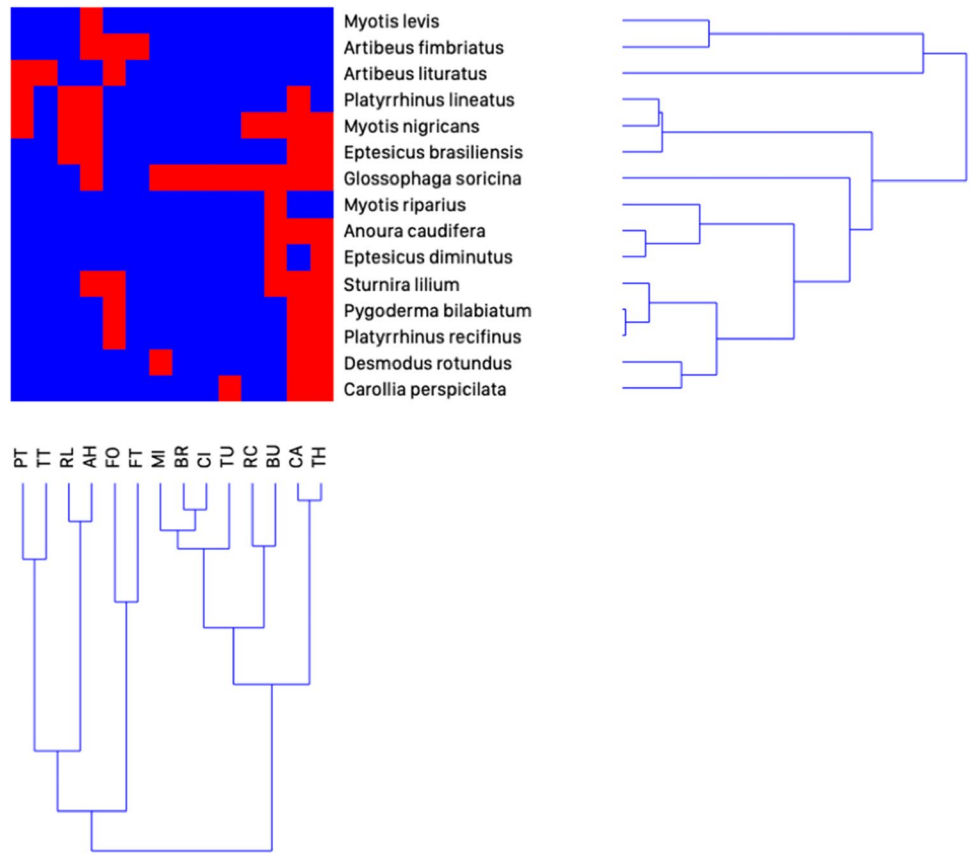 Myotis levis
Artibeus fimbriatus
Artibeus lituratus
Platyrrhinus lineatus
Myotis nigricans
Eptesicus brasiliensis
Glossophaga soricina
Myotis riparius
Anoura caudifera
Eptesicus diminutus
Sturnira lilium
Pygoderma bilabiatum
Platyrrhinus recifinus
Desmodus rotundus
Carollia perspicilata
PT TT RL AH FO FT MI BR CI TU RC BU CA TH